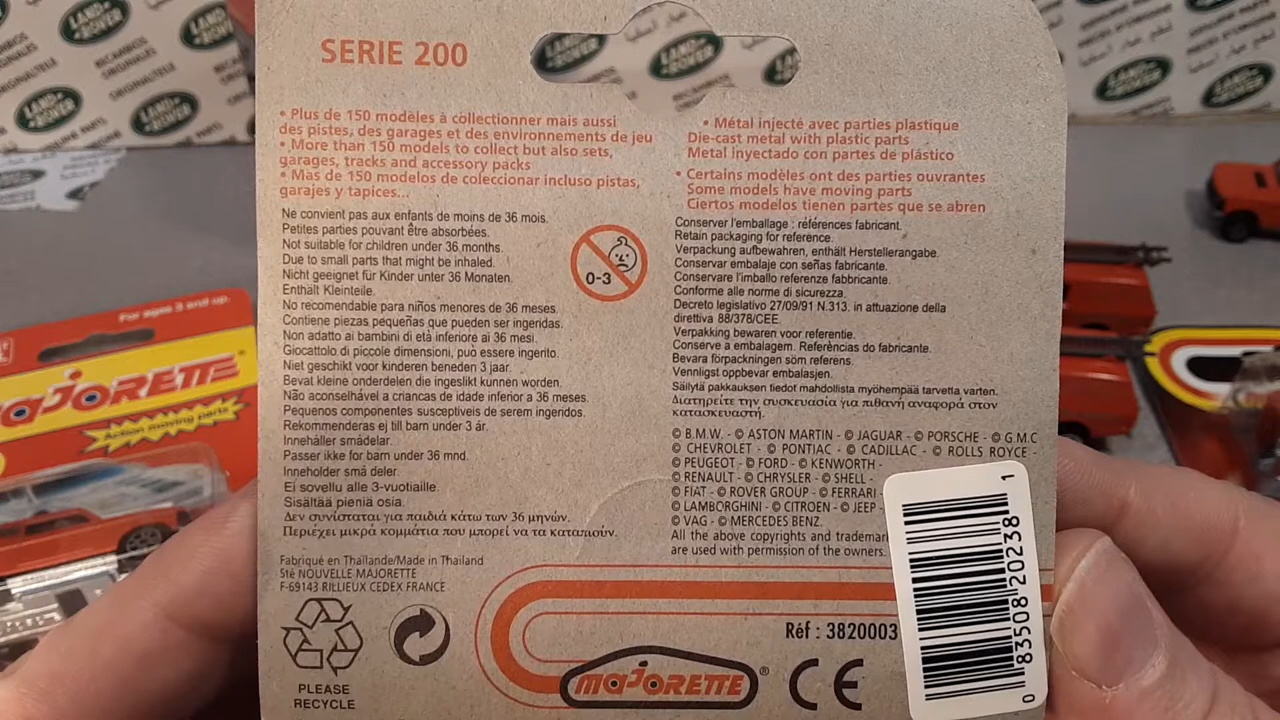 SERIE 200
• Plus de 150 modèles à collectionner mais aussi
des pistes, des garages et des environnements de jeu
• More than 150 models to collect but also sets,
garages, tracks and accessory packs
• Mas de 150 modelos de coleccionar incluso pistas,
garajes y tapices...
• Métal injecté avec parties plastique
Die-cast metal with plastic parts
Metal inyectado con partes de plástico
• Certains modèles ont des parties ouvrantes
Some models have moving parts
Ciertos modelos tienen partes que se abren
Ne convient pas aux enfants de moins de 36 mois.
Petites parties pouvant être absorbées.
Not suitable for children under 36 months.
Due to small parts that might be inhaled.
Nicht geeignet für Kinder unter 36 Monaten.
Enthält Kleinteile.
No recomendable para niños menores de 36 meses.
Contiene piezas pequeñas que pueden ser ingeridas.
Non adatto ai bambini di età inferiore ai 36 mesi.
Giocattolo di piccole dimensioni, può essere ingerito.
Niet geschikt voor kinderen beneden 3 jaar.
Bevat kleine onderdelen die ingeslikt kunnen worden.
Não aconselhável a criancas de idade inferior a 36 meses.
Pequenos componentes susceptiveis de serem ingeridos.
Rekommenderas ej till barn under 3 år.
Innehåller smådelar.
Passer ikke for barn under 36 mnd.
Inneholder små deler.
Ei sovellu alle 3-vuotiaille.
Sisältää pieniä osia.
Δεν συνίσταται για παιδιά κάτω των 36 μηνών.
Περιέχει μικρά κομμάτια που μπορεί να τα καταπιούν.
0-3
Conserver l'emballage : références fabricant.
Retain packaging for reference.
Verpackung aufbewahren, enthält Herstellerangabe.
Conservar embalaje con señas fabricante.
Conservare l'imballo referenze fabbricante.
Conforme alle norme di sicurezza.
Decreto legislativo 27/09/91 N.313. in attuazione della
direttiva 88/378/CEE.
Verpakking bewaren voor referentie.
Conserve a embalagem. Referências do fabricante.
Bevara förpackningen söm referens.
Vennligst oppevar embalasjen.
Säilytä pakkauksen tiedot mahdollista myöhempää tarvetta varten.
Διατηρείτε την συσκευασία για πιθανή αναφορά στον
κατασκευαστή.
© B.M.W. - © ASTON MARTIN - © JAGUAR - © PORSCHE - © G.M.C
© CHEVROLET - © PONTIAC - © CADILLAC - © ROLLS ROYCE -
© PEUGEOT - © FORD - © KENWORTH -
© RENAULT - © CHRYSLER - © SHELL -
© FIAT - © ROVER GROUP - © FERRARI -
© LAMBORGHINI - © CITROEN - © JEEP -
© VAG - © MERCEDES BENZ.
All the above copyrights and tradema
are used with permission of the owners.
Fabriqué en Thaïlande/Made in Thailand
Sté NOUVELLE MAJORETTE
F-69143 RILLIEUX CEDEX FRANCE
PLEASE
RECYCLE
Réf : 3820003
MAJORETTE®
CE
0 83508 20238 1
For ages 3 and up.
MAJORETTE
Action moving parts
LAND ROVER
RICAMBIOS
ORIGINALES